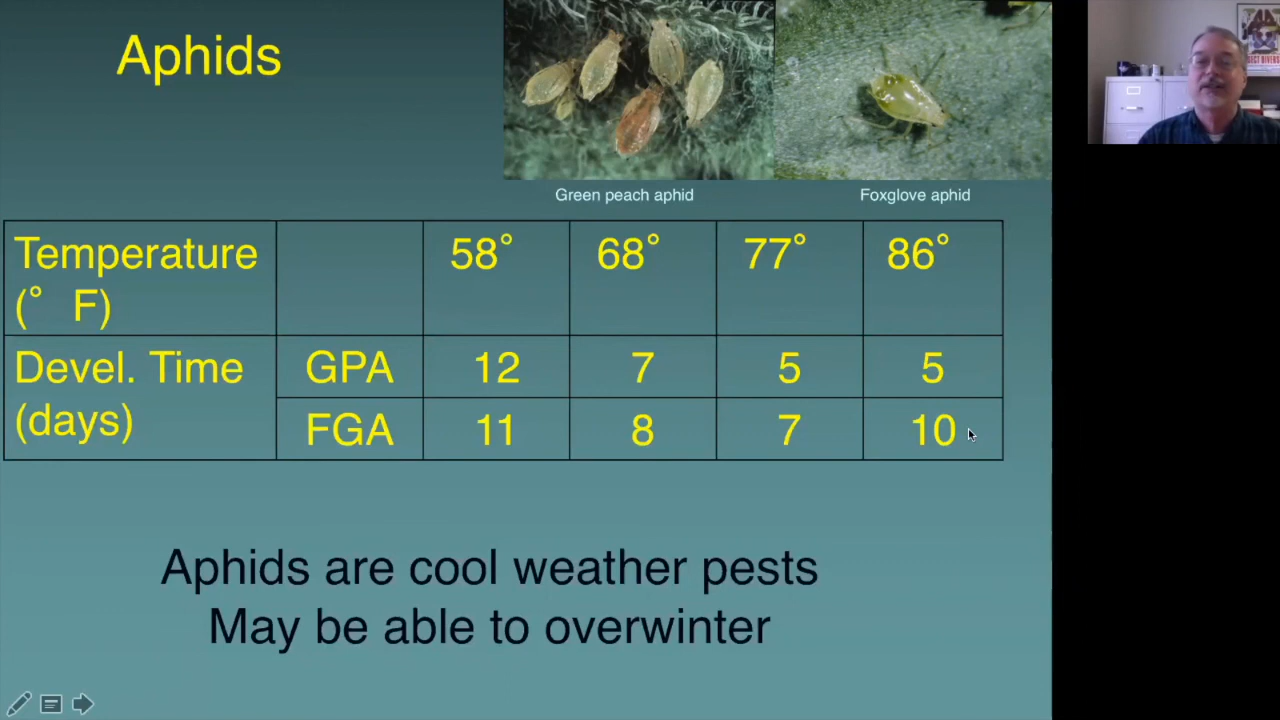 Aphids
Green peach aphid
Foxglove aphid
Temperature
(° F)
58°
68°
77°
86°
Devel. Time
(days)
GPA
12
7
5
5
FGA
11
8
7
10
Aphids are cool weather pests
May be able to overwinter